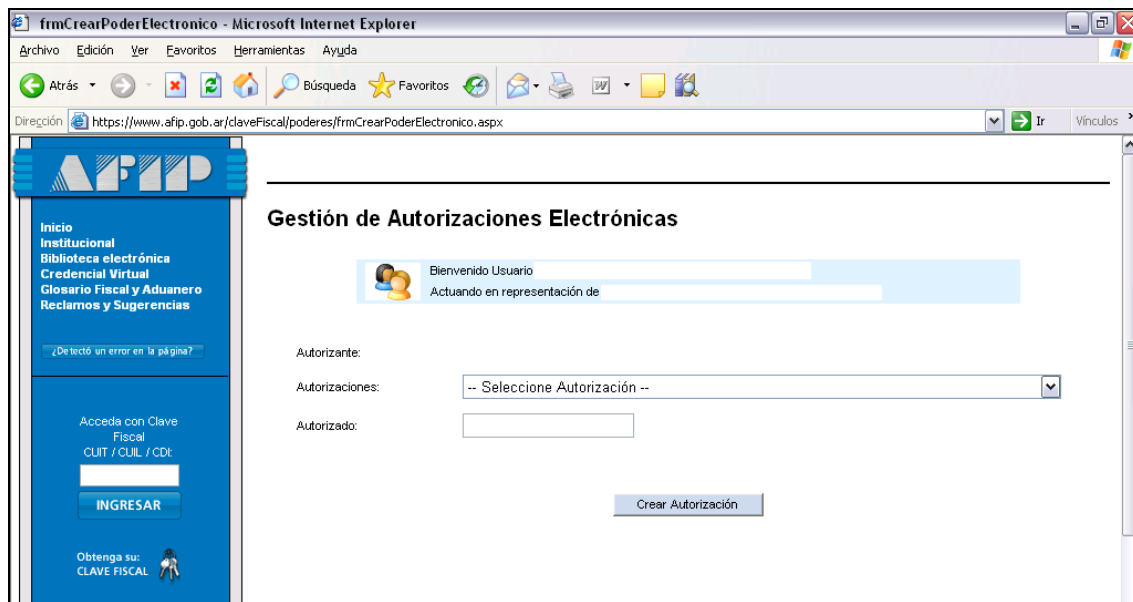 frmCrearPoderElectronico - Microsoft Internet Explorer
Archivo Edición Ver Favoritos Herramientas Ayuda
Atrás Búsqueda Favoritos W
Dirección https://www.afip.gob.ar/claveFiscal/poderes/frmCrearPoderElectronico.aspx Ir Vínculos
AFIP
Inicio
Institucional
Biblioteca electrónica
Credencial Virtual
Glosario Fiscal y Aduanero
Reclamos y Sugerencias
¿Detectó un error en la página?
Acceda con Clave
Fiscal
CUIT / CUIL / CDI:
INGRESAR
Obtenga su:
CLAVE FISCAL
Gestión de Autorizaciones Electrónicas
Bienvenido Usuario
Actuando en representación de
Autorizante:
Autorizaciones: -- Seleccione Autorización --
Autorizado:
Crear Autorización